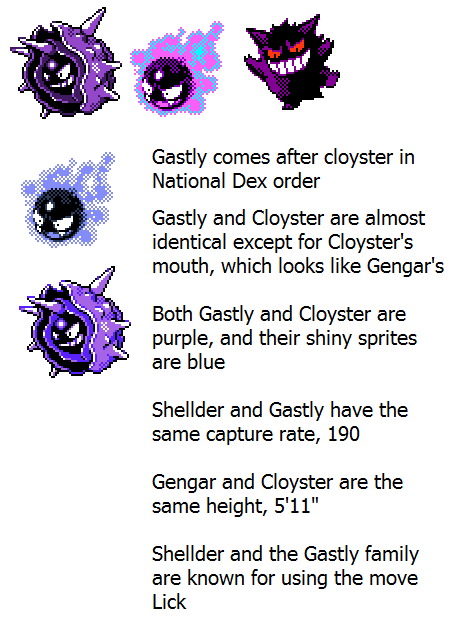 Gastly comes after cloyster in
National Dex order
Gastly and Cloyster are almost
identical except for Cloyster's
mouth, which looks like Gengar's
Both Gastly and Cloyster are
purple, and their shiny sprites
are blue
Shellder and Gastly have the
same capture rate, 190
Gengar and Cloyster are the
same height, 5'11"
Shellder and the Gastly family
are known for using the move
Lick